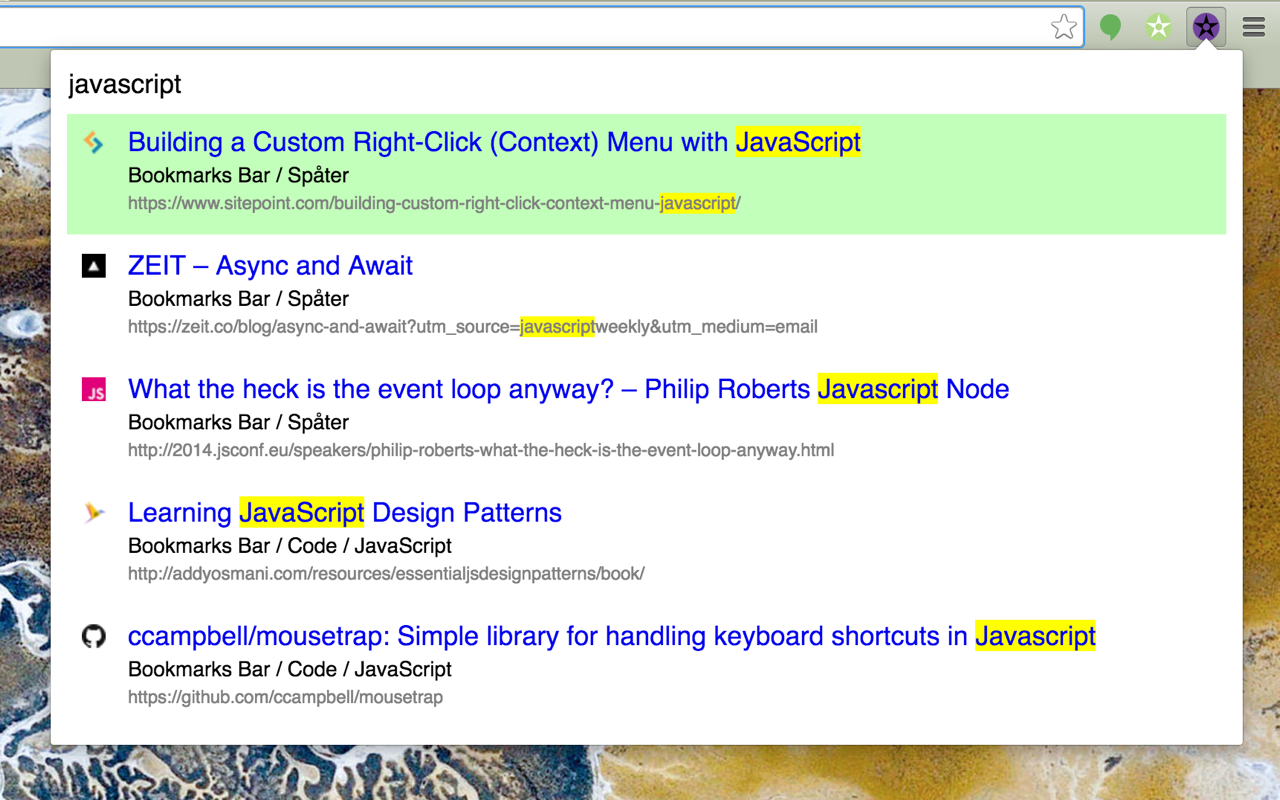 javascript
Building a Custom Right-Click (Context) Menu with JavaScript
Bookmarks Bar / Spåter
https://www.sitepoint.com/building-custom-right-click-context-menu-javascript/
ZEIT – Async and Await
Bookmarks Bar / Spåter
https://zeit.co/blog/async-and-await?utm_source=javascriptweekly&utm_medium=email
JS
What the heck is the event loop anyway? – Philip Roberts Javascript Node
Bookmarks Bar / Spåter
http://2014.jsconf.eu/speakers/philip-roberts-what-the-heck-is-the-event-loop-anyway.html
Learning JavaScript Design Patterns
Bookmarks Bar / Code / JavaScript
http://addyosmani.com/resources/essentialjsdesignpatterns/book/
ccampbell/mousetrap: Simple library for handling keyboard shortcuts in Javascript
Bookmarks Bar / Code / JavaScript
https://github.com/ccampbell/mousetrap